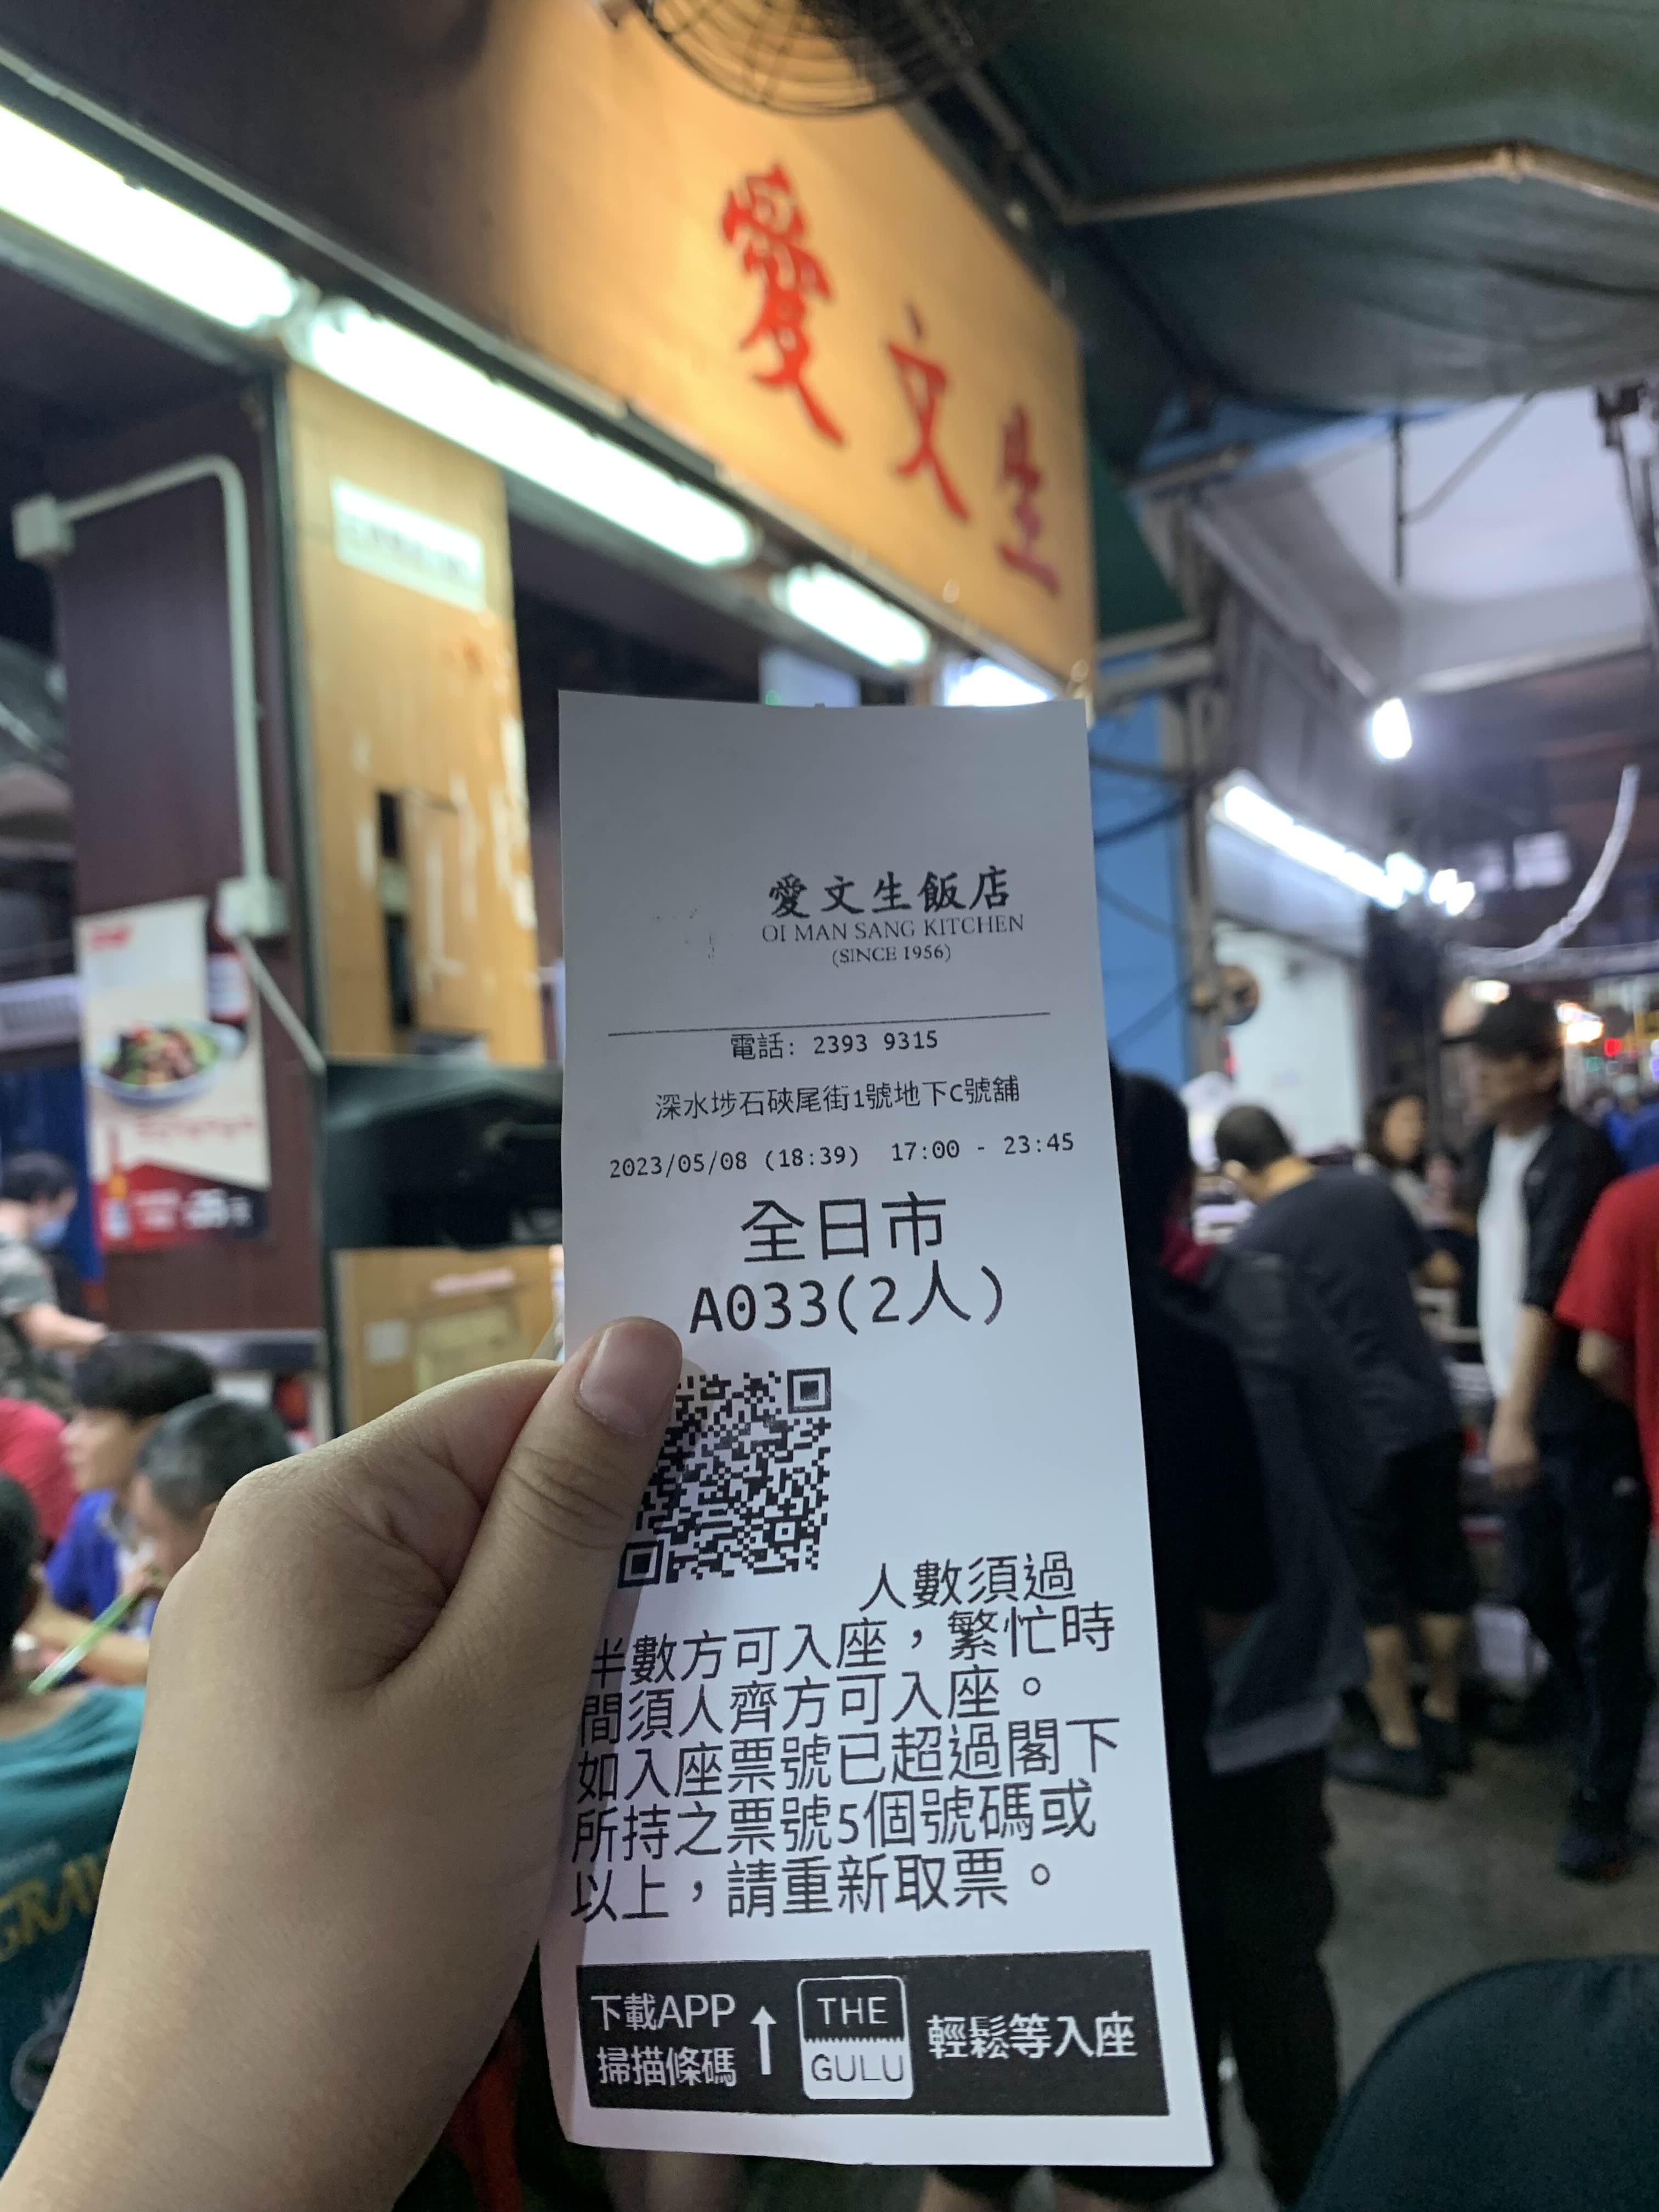 愛文生
愛文生飯店
OI MAN SANG KITCHEN
(SINCE 1956)
電話: 2393 9315
深水埗石硤尾街1號地下C號舖
2023/05/08 (18:39) 17:00 - 23:45
全日市
A033(2人)
人數須過
半數方可入座，繁忙時
間須人齊方可入座。
如入座票號已超過閣下
所持之票號5個號碼或
以上，請重新取票。
下載APP
掃描條碼
THE
GULU
輕鬆等入座